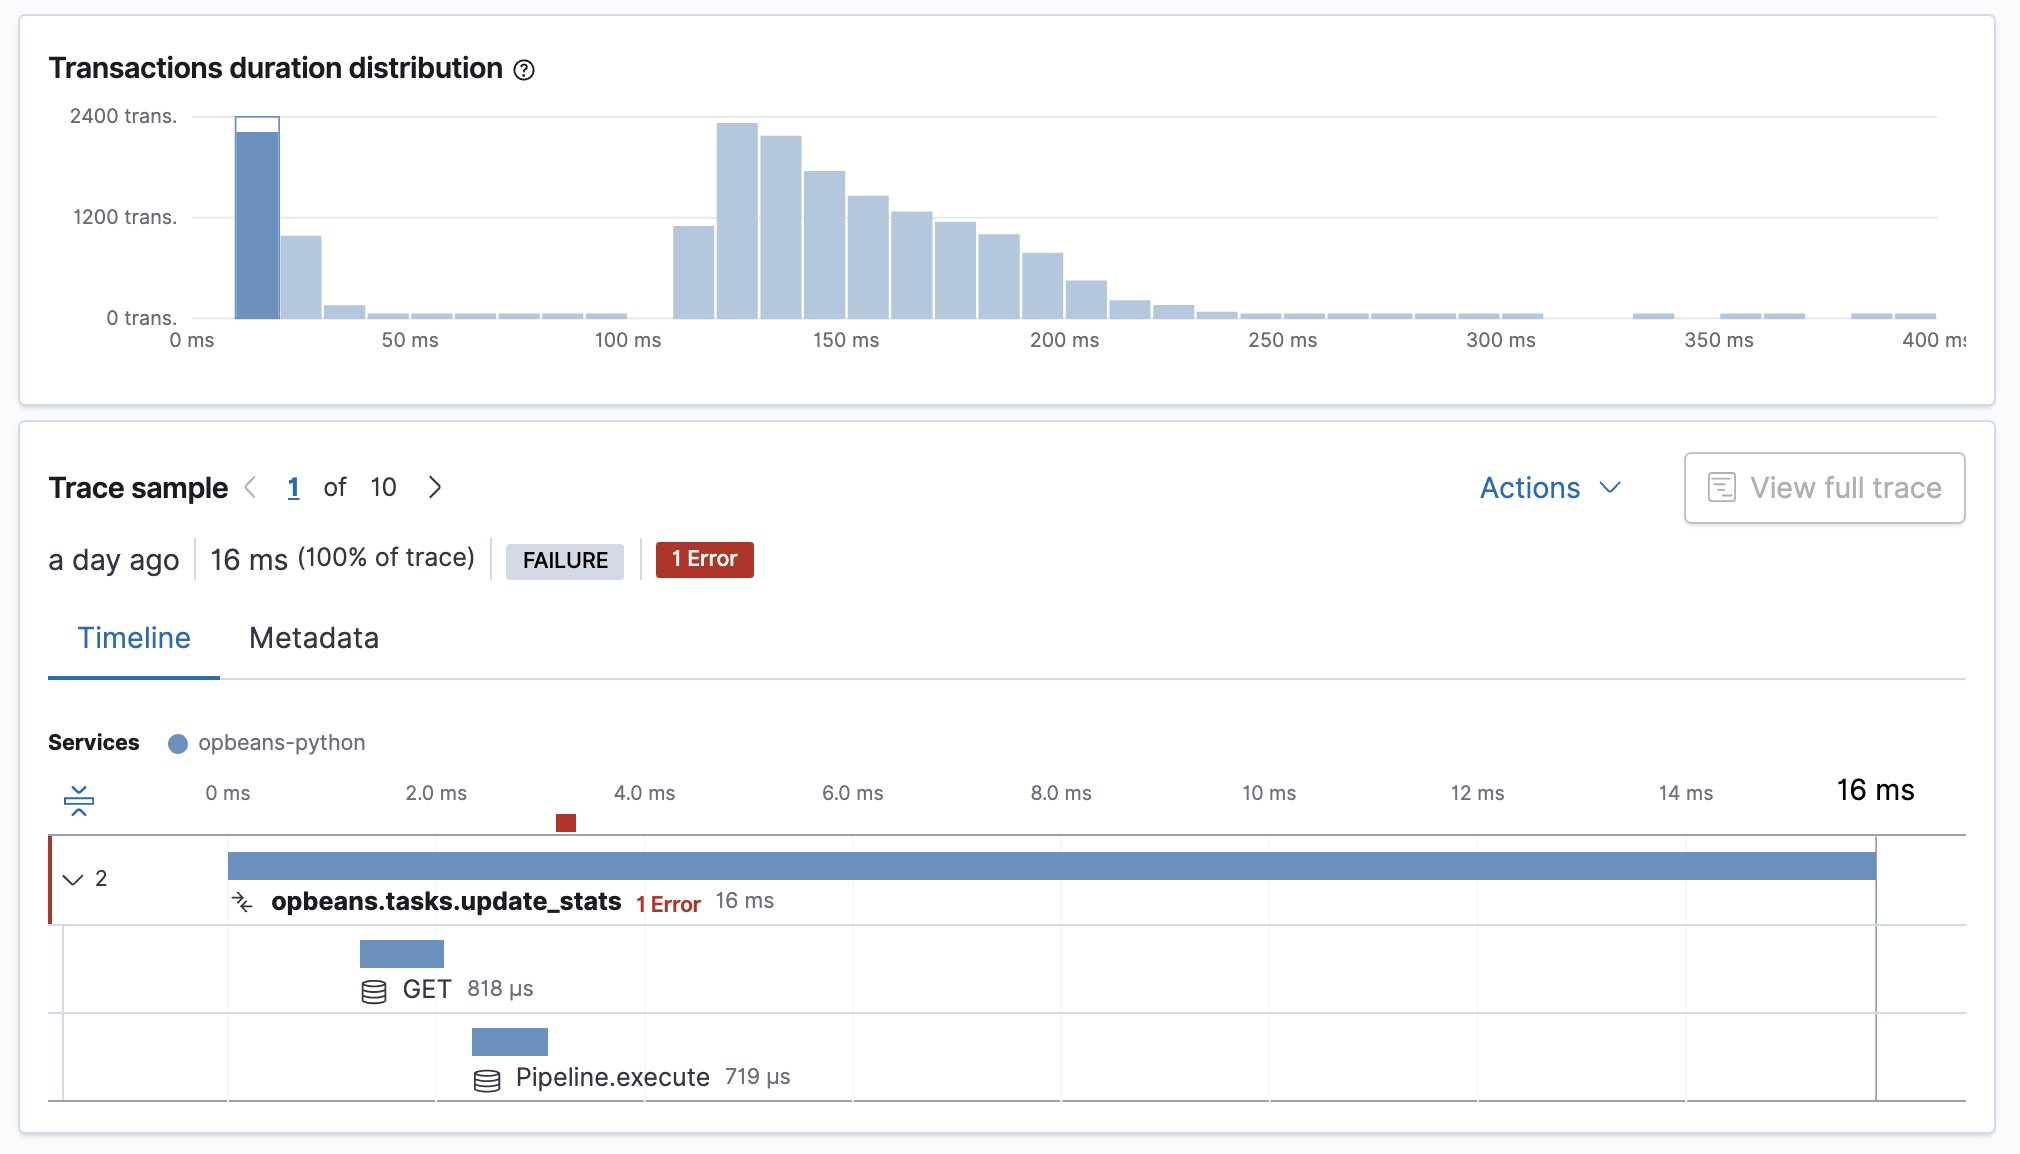 Transactions duration distribution
2400 trans.
1200 trans.
0 trans.
0 ms 50 ms 100 ms 150 ms 200 ms 250 ms 300 ms 350 ms 400 ms
Trace sample 1 of 10 Actions View full trace
a day ago 16 ms (100% of trace) FAILURE 1 Error
Timeline Metadata
Services opbeans-python
0 ms 2.0 ms 4.0 ms 6.0 ms 8.0 ms 10 ms 12 ms 14 ms 16 ms
2
opbeans.tasks.update_stats 1 Error 16 ms
GET 818 μs
Pipeline.execute 719 μs